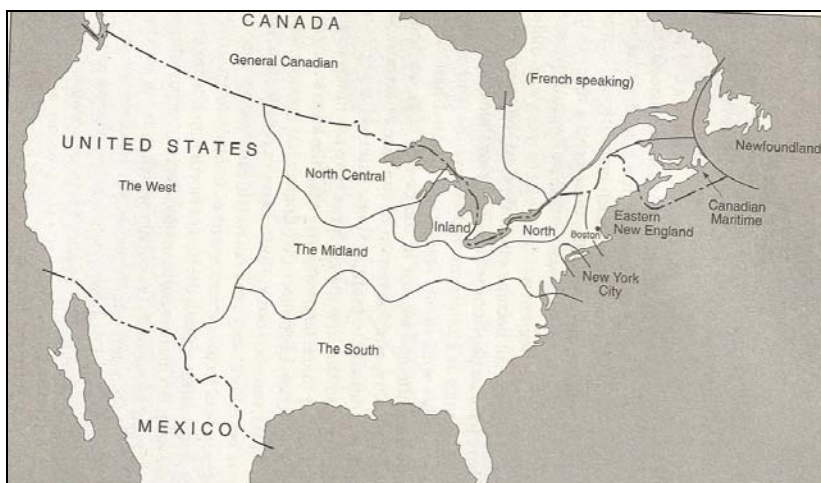 CANADA
General Canadian
(French speaking)
UNITED STATES
Newfoundland
The West
North Central
Canadian
Maritime
Inland
North
Boston
Eastern
New England
The Midland
New York
City
The South
MEXICO